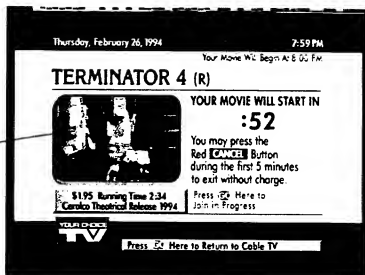 Thursday, February 26, 1994 7:59 PM
Your Movie Will Begin At 8:00 PM
TERMINATOR 4 (R)
YOUR MOVIE WILL START IN
:52
You may press the
Red CANCEL Button
during the first 5 minutes
to exit without charge.
$1.95 Running Time 2:34
Carolco Theatrical Release 1994
Press Here to
Join in Progress
YOUR CHOICE
TV
Press Here to Return to Cable TV